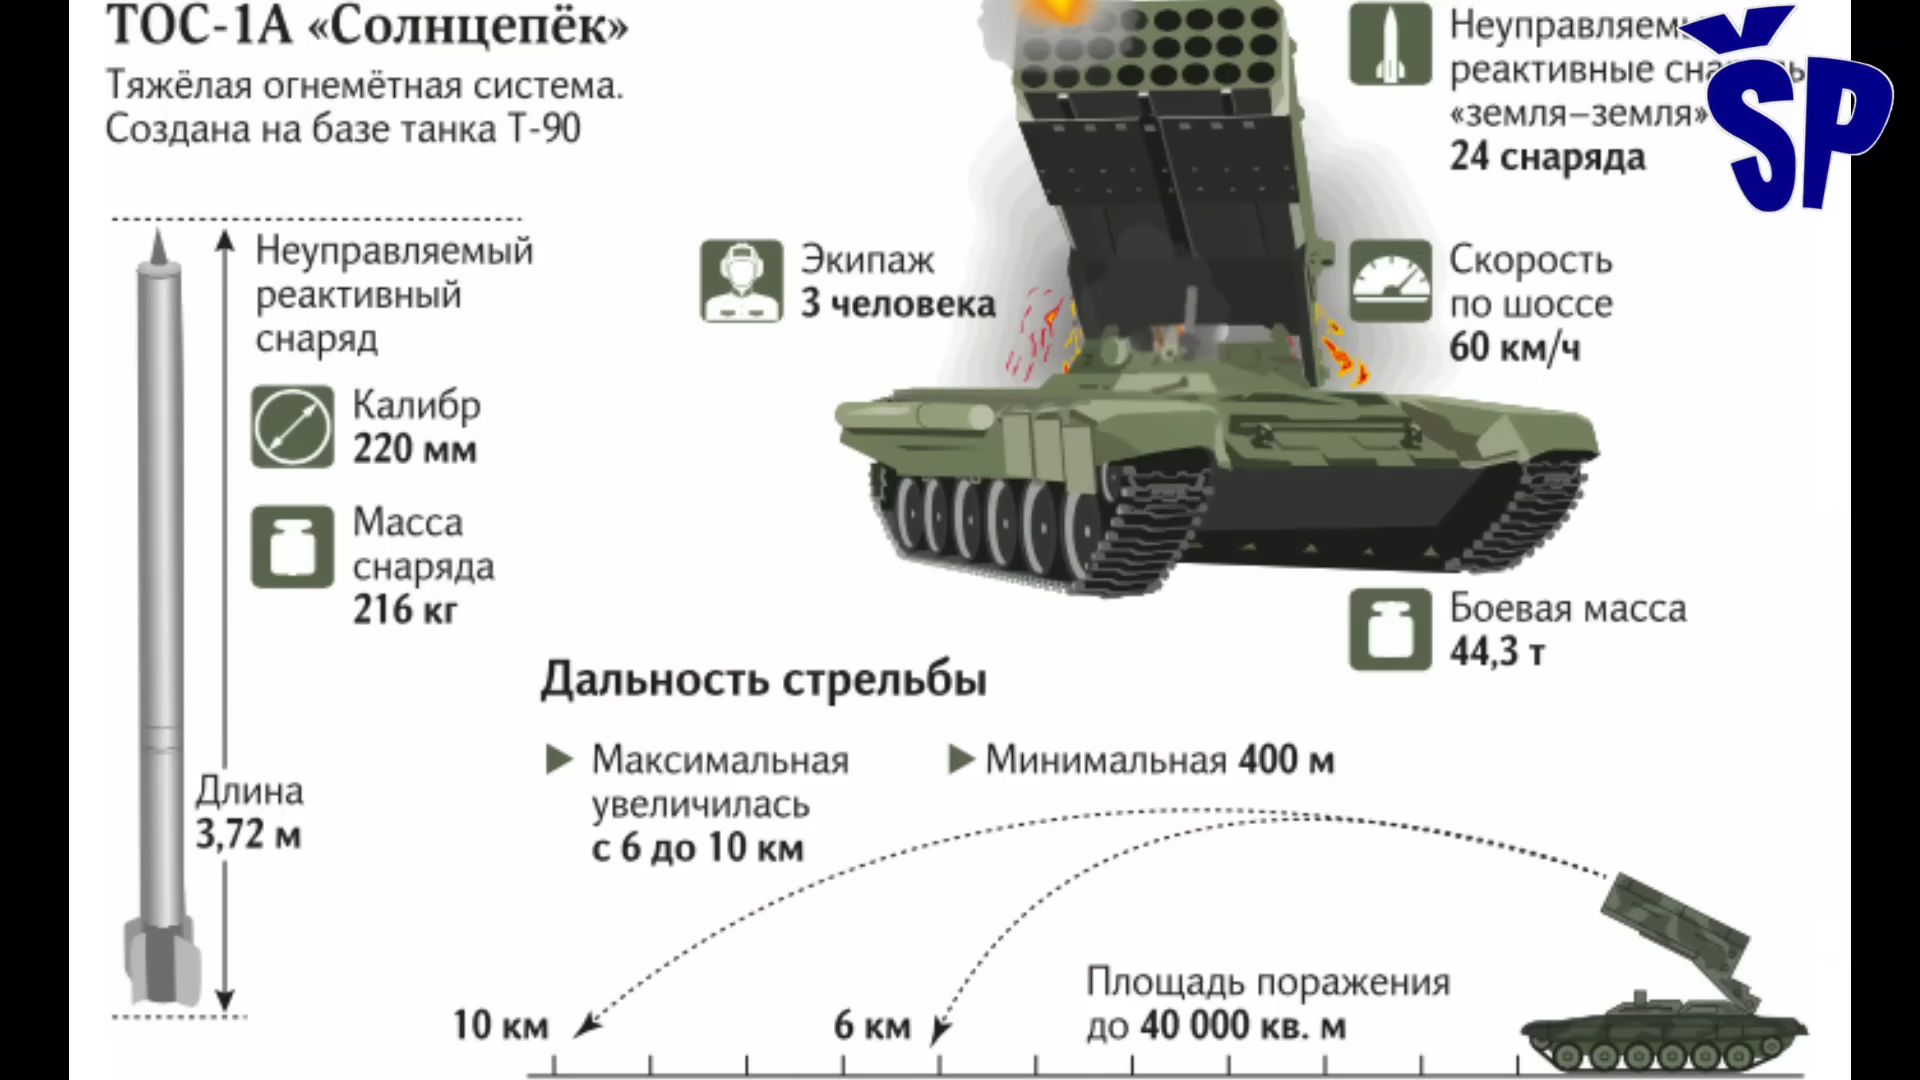 ТОС-1А «Солнцепёк»
Тяжёлая огнемётная система.
Создана на базе танка Т-90
Неуправляемый
реактивный
снаряд
Калибр
220 мм
Масса
снаряда
216 кг
Длина
3,72 м
Экипаж
3 человека
реактивные
«земля–земля»
24 снаряда
ŠP
Скорость
по шоссе
60 км/ч
Боевая масса
44,3 т
Дальность стрельбы
Максимальная
увеличилась
с 6 до 10 км
Минимальная 400 м
10 км
6 км
Площадь поражения
до 40 000 кв. м